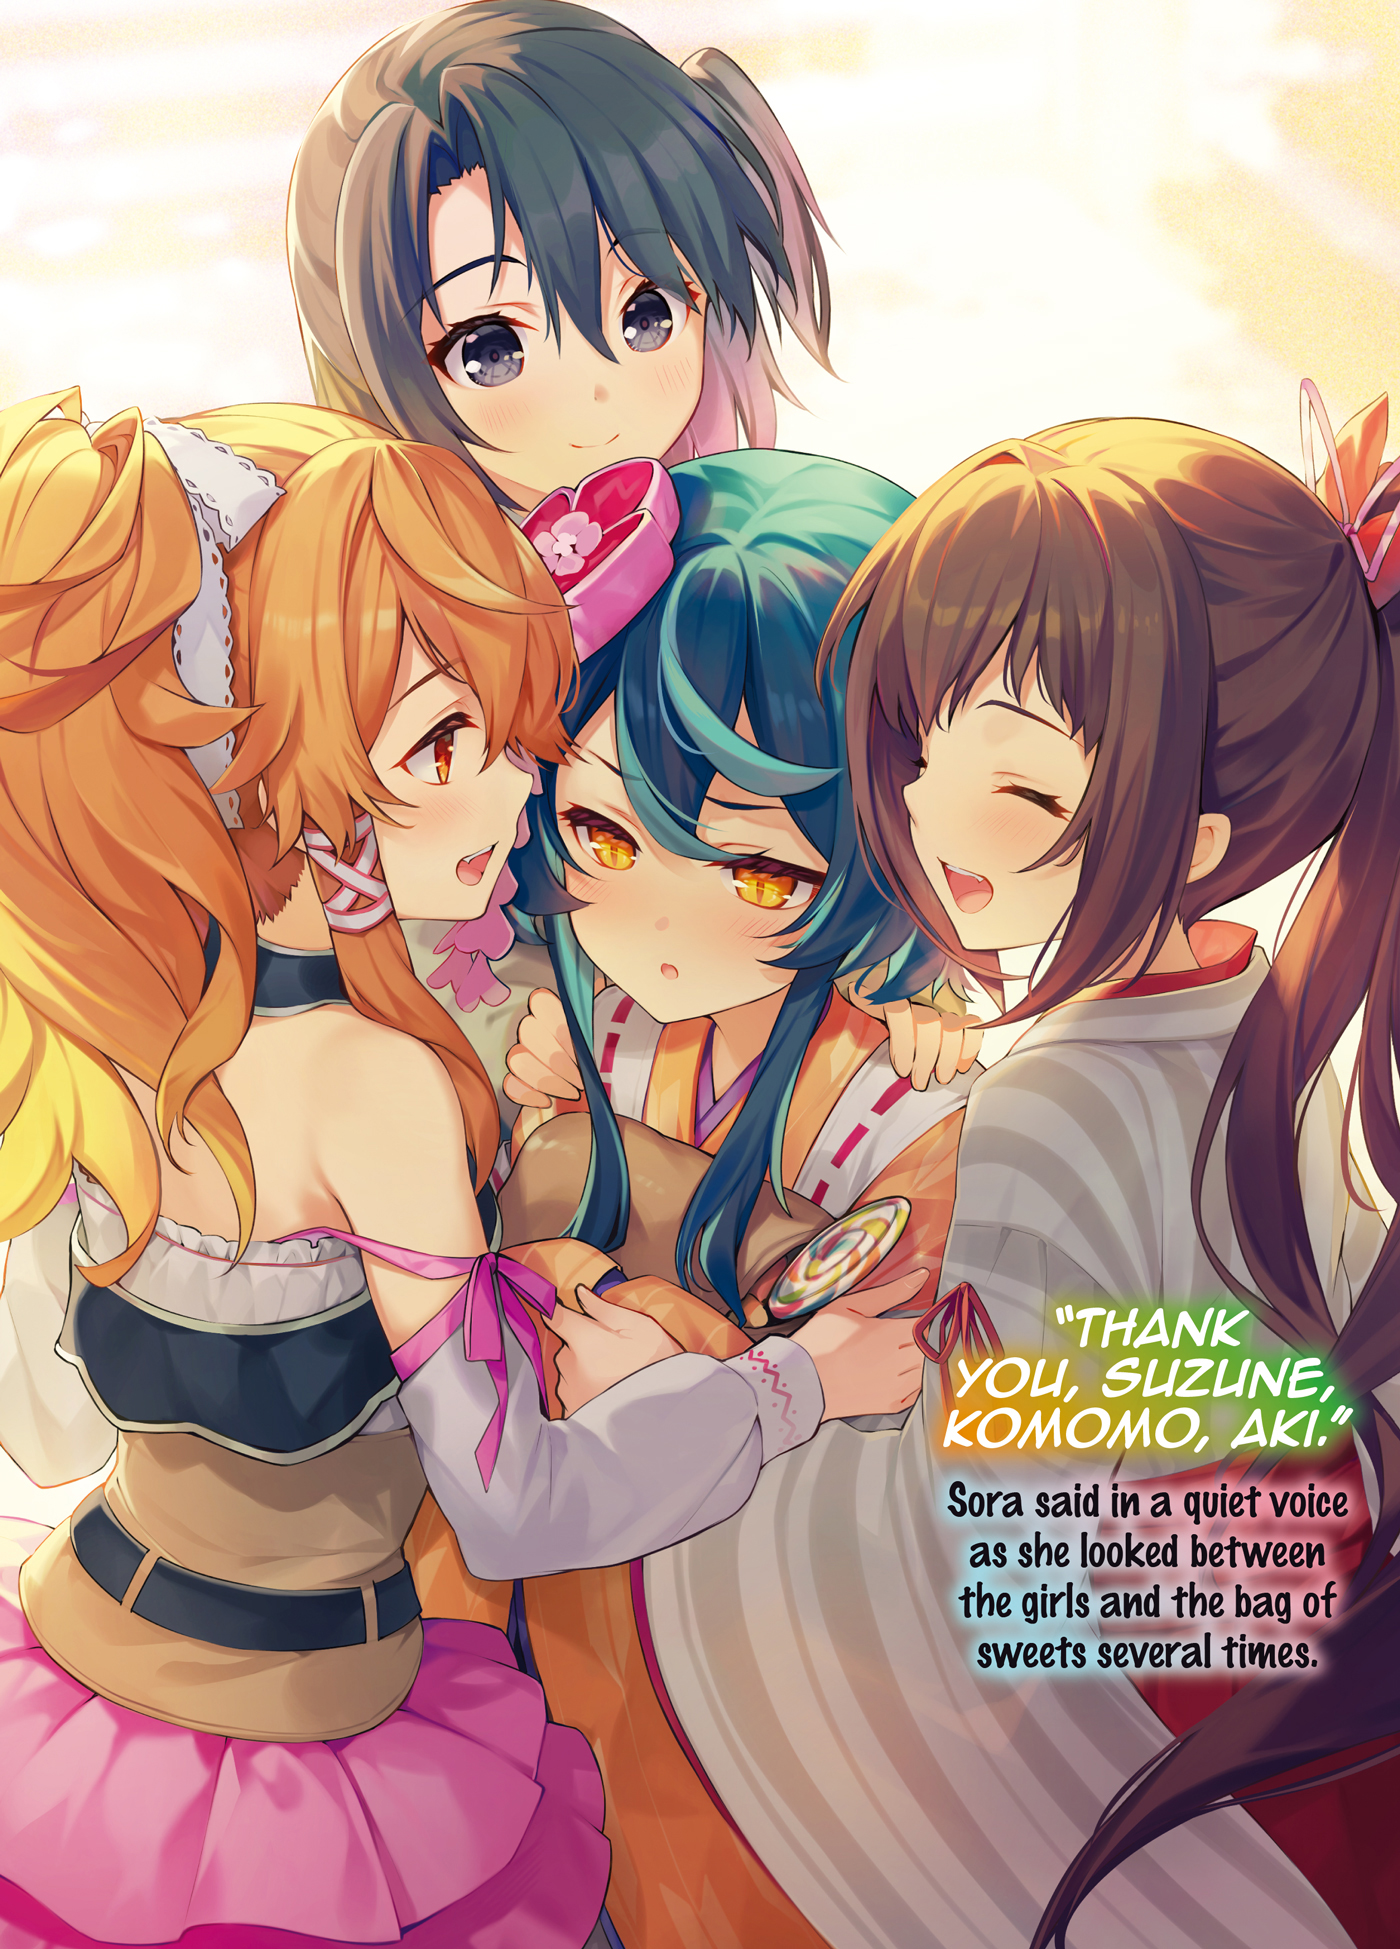 "THANK
YOU, SUZUNE,
KOMOMO, AKI."
Sora said in a quiet voice
as she looked between
the girls and the bag of
sweets several times.